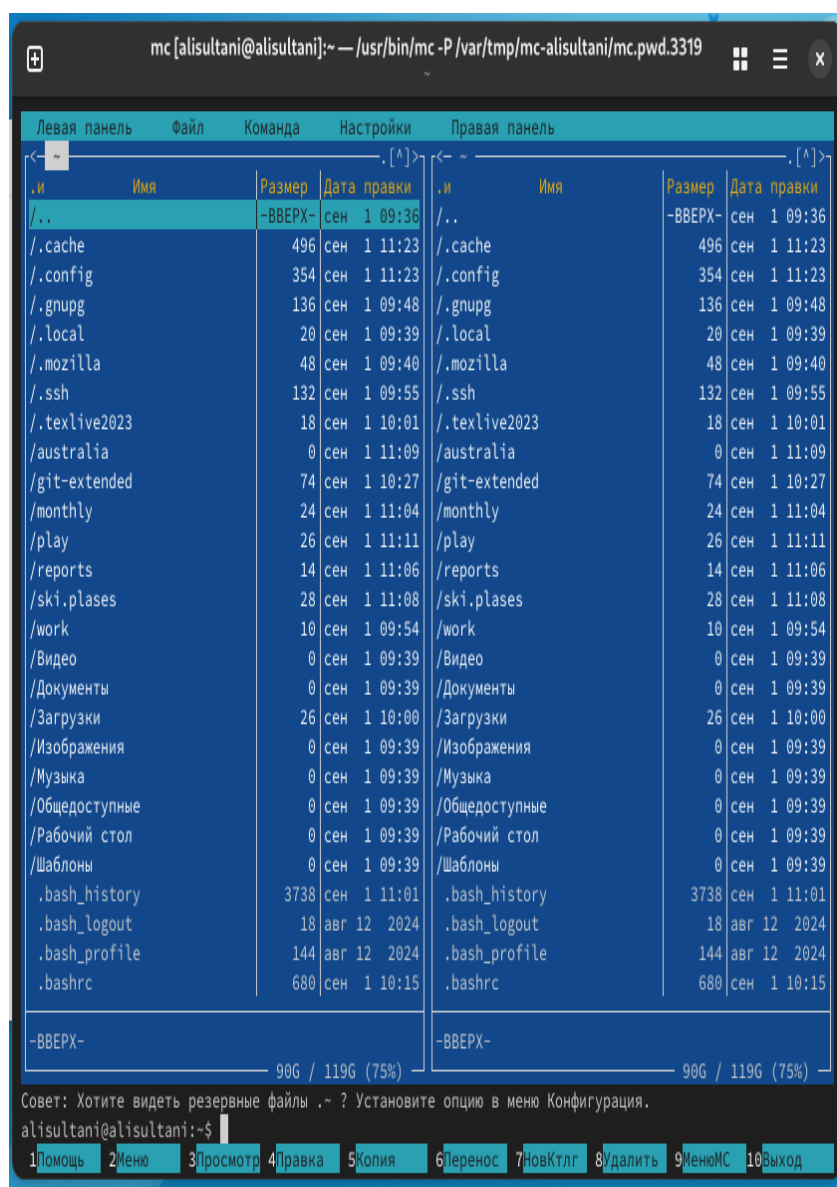 mc [alisultani@alisultani]:~ — /usr/bin/mc -P /var/tmp/mc-alisultani/mc.pwd.3319
~
Левая панель Файл Команда Настройки Правая панель
<- ~ .[^]> <- ~ .[^]>
.и Имя Размер Дата правки .и Имя Размер Дата правки
/.. -ВВЕРХ- сен 1 09:36 /.. -ВВЕРХ- сен 1 09:36
/.cache 496 сен 1 11:23 /.cache 496 сен 1 11:23
/.config 354 сен 1 11:23 /.config 354 сен 1 11:23
/.gnupg 136 сен 1 09:48 /.gnupg 136 сен 1 09:48
/.local 20 сен 1 09:39 /.local 20 сен 1 09:39
/.mozilla 48 сен 1 09:40 /.mozilla 48 сен 1 09:40
/.ssh 132 сен 1 09:55 /.ssh 132 сен 1 09:55
/.texlive2023 18 сен 1 10:01 /.texlive2023 18 сен 1 10:01
/australia 0 сен 1 11:09 /australia 0 сен 1 11:09
/git-extended 74 сен 1 10:27 /git-extended 74 сен 1 10:27
/monthly 24 сен 1 11:04 /monthly 24 сен 1 11:04
/play 26 сен 1 11:11 /play 26 сен 1 11:11
/reports 14 сен 1 11:06 /reports 14 сен 1 11:06
/ski.plases 28 сен 1 11:08 /ski.plases 28 сен 1 11:08
/work 10 сен 1 09:54 /work 10 сен 1 09:54
/Видео 0 сен 1 09:39 /Видео 0 сен 1 09:39
/Документы 0 сен 1 09:39 /Документы 0 сен 1 09:39
/Загрузки 26 сен 1 10:00 /Загрузки 26 сен 1 10:00
/Изображения 0 сен 1 09:39 /Изображения 0 сен 1 09:39
/Музыка 0 сен 1 09:39 /Музыка 0 сен 1 09:39
/Общедоступные 0 сен 1 09:39 /Общедоступные 0 сен 1 09:39
/Рабочий стол 0 сен 1 09:39 /Рабочий стол 0 сен 1 09:39
/Шаблоны 0 сен 1 09:39 /Шаблоны 0 сен 1 09:39
.bash_history 3738 сен 1 11:01 .bash_history 3738 сен 1 11:01
.bash_logout 18 авг 12 2024 .bash_logout 18 авг 12 2024
.bash_profile 144 авг 12 2024 .bash_profile 144 авг 12 2024
.bashrc 680 сен 1 10:15 .bashrc 680 сен 1 10:15
-ВВЕРХ- -ВВЕРХ-
90G / 119G (75%) 90G / 119G (75%)
Совет: Хотите видеть резервные файлы .~ ? Установите опцию в меню Конфигурация.
alisultani@alisultani:~$
1Помощь 2Меню 3Просмотр 4Правка 5Копия 6Перенос 7НовКтлг 8Удалить 9МенюMC 10Выход